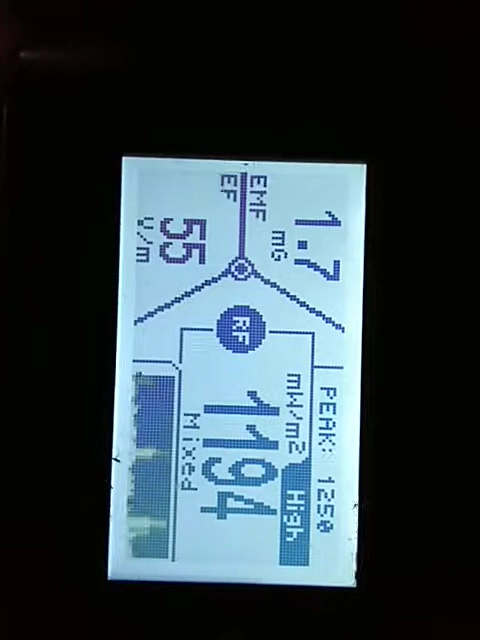 1.7
mG
EMF
EF
55
V/m
RF
PEAK: 1250
mW/m2 High
1194
Mixed